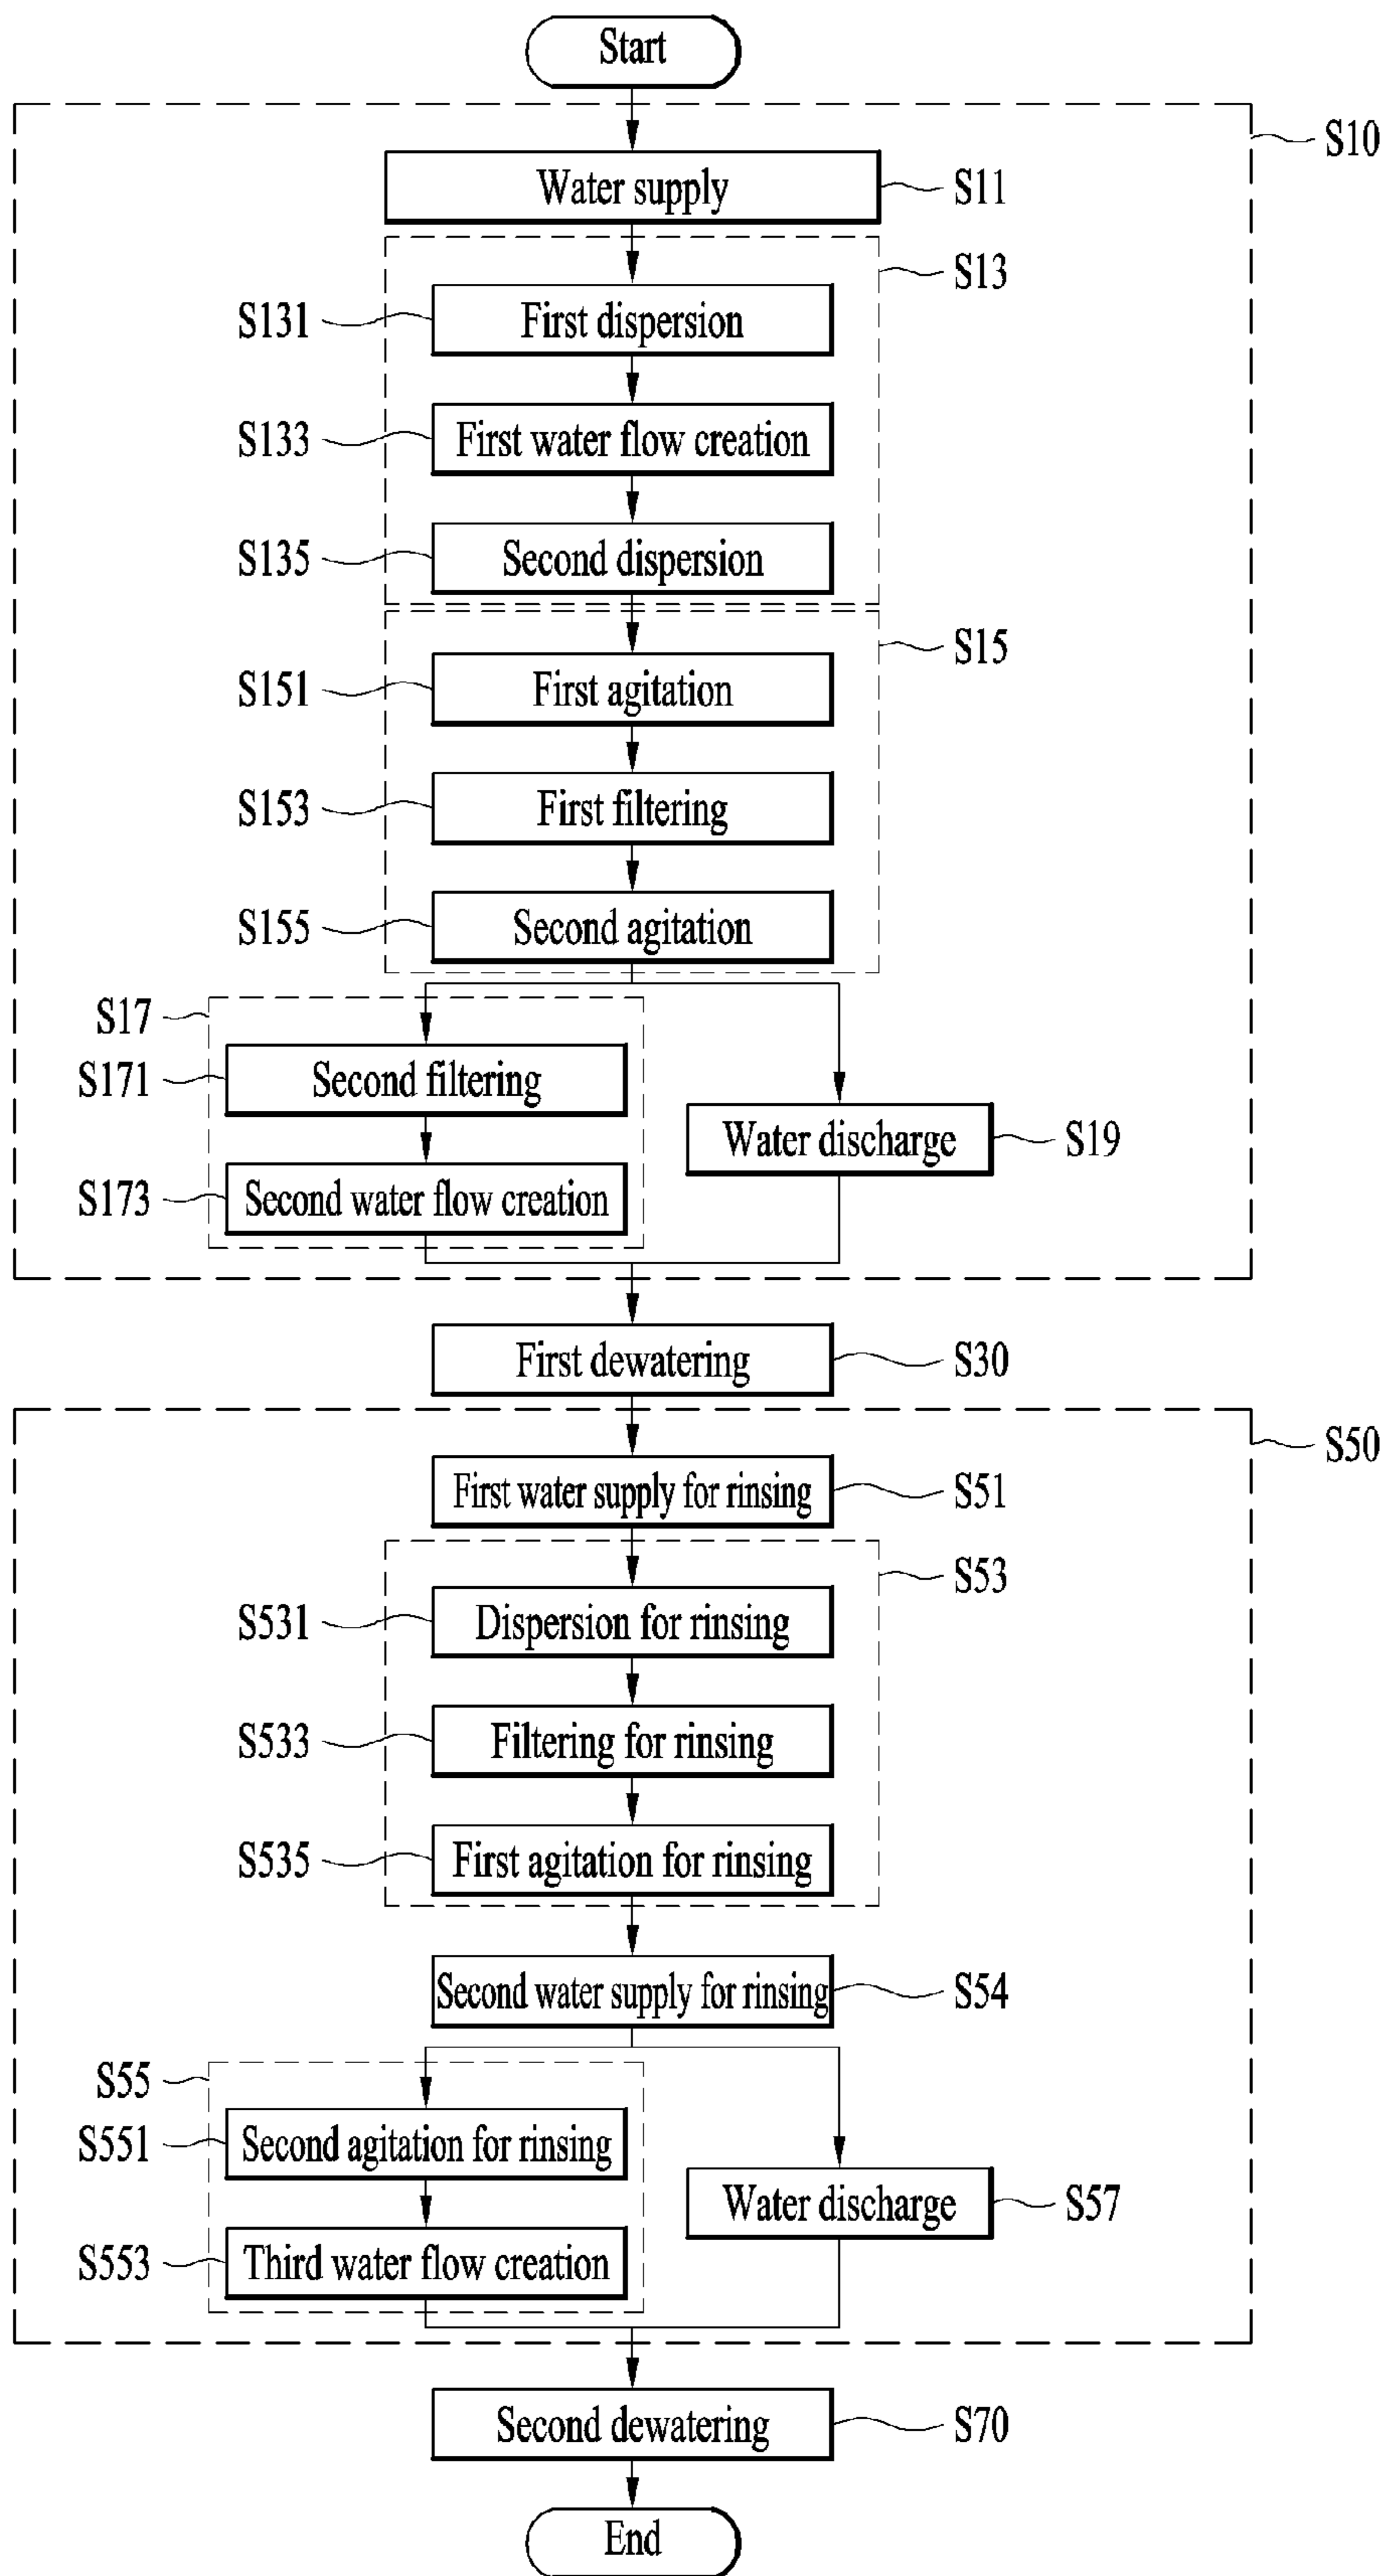 Start
S10
Water supply
S11
S13
S131
First dispersion
S133
First water flow creation
S135
Second dispersion
S15
S151
First agitation
S153
First filtering
S155
Second agitation
S17
S171
Second filtering
Water discharge
S19
S173
Second water flow creation
First dewatering
S30
S50
First water supply for rinsing
S51
S53
S531
Dispersion for rinsing
S533
Filtering for rinsing
S535
First agitation for rinsing
Second water supply for rinsing
S54
S55
S551
Second agitation for rinsing
Water discharge
S57
S553
Third water flow creation
Second dewatering
S70
End